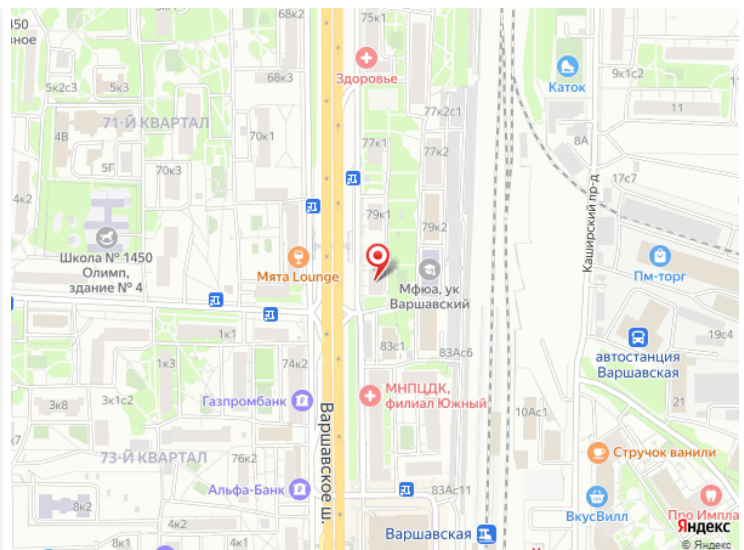 68к2
75к1
1450
вное
Здоровье
68к3
5к2с3
5к3
Каток
9к1с2
11
77к2с1
71-Й КВАРТАЛ
4В
70к1
77к1
77к2
8А
5Г
70к3
17с7
Каширский пр-д
79к1
79к2
Школа № 1450
Олимп,
здание № 4
Мята Lounge
Мфюа, ук
Варшавский
Пм-торг
1к1
83с1
83Ас6
19с4
автостанция
Варшавская
1к3
74к2
МНПЦДК,
филиал Южный
Газпромбанк
3к8
3к1с2
21
10Ас1
Варшавское ш.
Стручок ванили
73-Й КВАРТАЛ
76к2
Альфа-Банк
83Ас11
ВкусВилл
Про Импла
8к2
4к2
Варшавская
8к1
7к1
Яндекс
© Яндекс